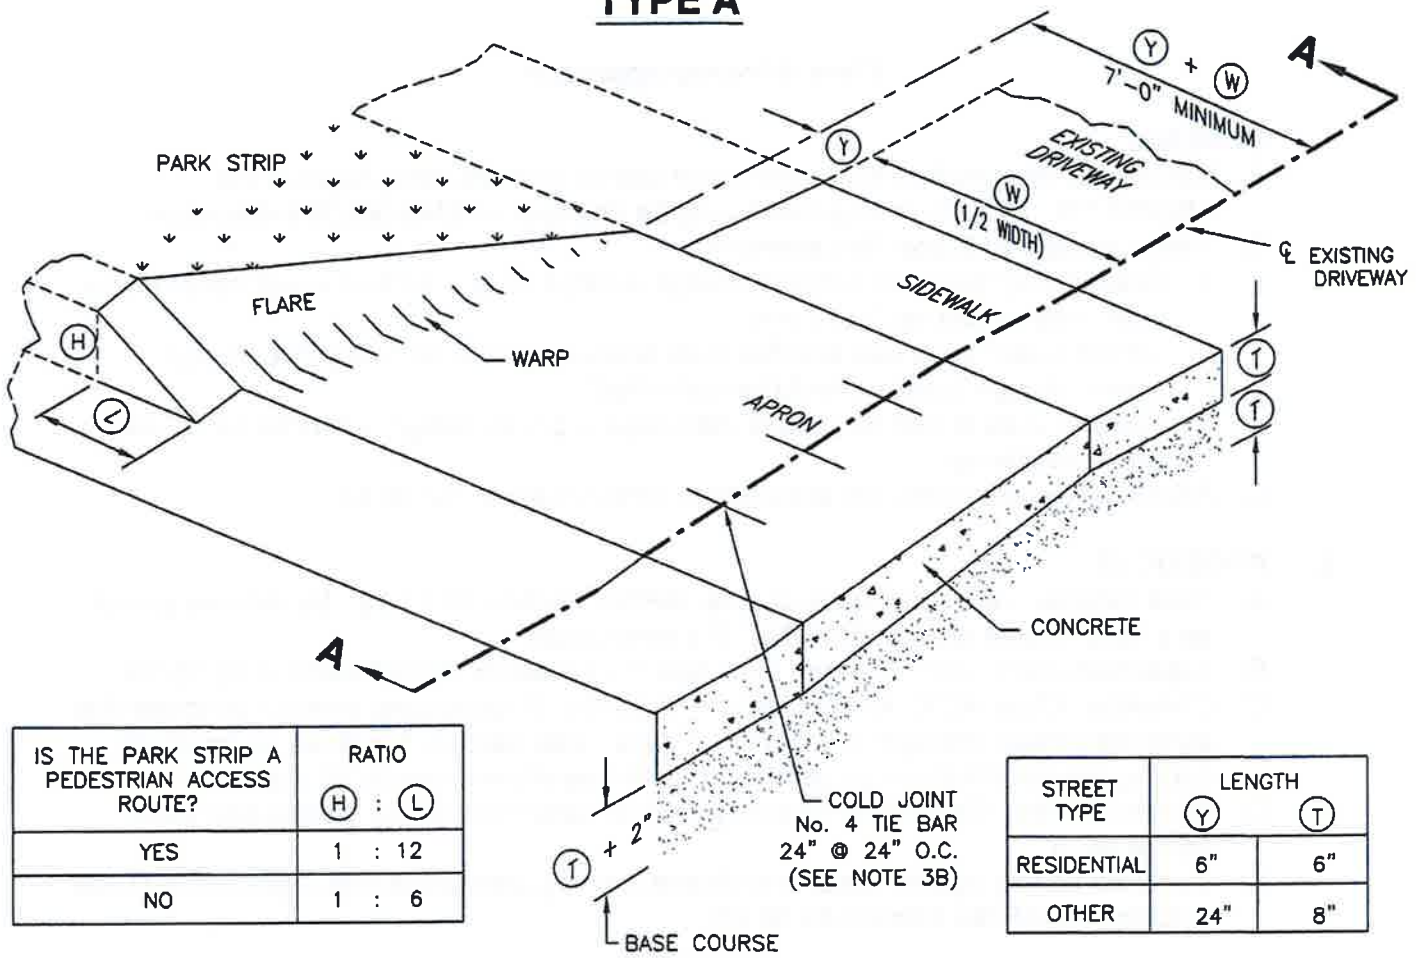 TYPE A
Y + W
7'-0" MINIMUM
A
Y
EXISTING
DRIVEWAY
W
(1/2 WIDTH)
PARK STRIP
℄ EXISTING
DRIVEWAY
FLARE
SIDEWALK
H
WARP
T
T
L
APRON
CONCRETE
A
IS THE PARK STRIP A
PEDESTRIAN ACCESS
ROUTE?
RATIO
H : L
YES 1 : 12
NO 1 : 6
T + 2"
BASE COURSE
COLD JOINT
No. 4 TIE BAR
24" @ 24" O.C.
(SEE NOTE 3B)
STREET
TYPE
LENGTH
Y T
RESIDENTIAL 6" 6"
OTHER 24" 8"